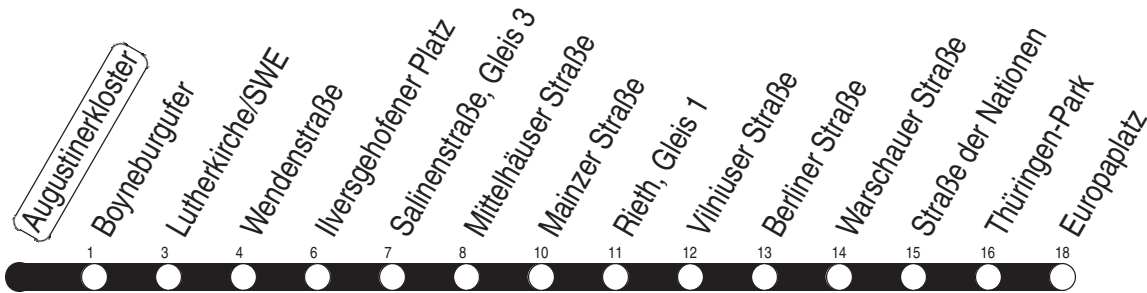 Augustinerkloster
Boyneburgufer
Lutherkirche/SWE
Wendenstraße
Ilversgehofener Platz
Salinenstraße, Gleis 3
Mittelhäuser Straße
Mainzer Straße
Rieth, Gleis 1
Vilniuser Straße
Berliner Straße
Warschauer Straße
Straße der Nationen
Thüringen-Park
Europaplatz
1 3 4 6 7 8 10 11 12 13 14 15 16 18